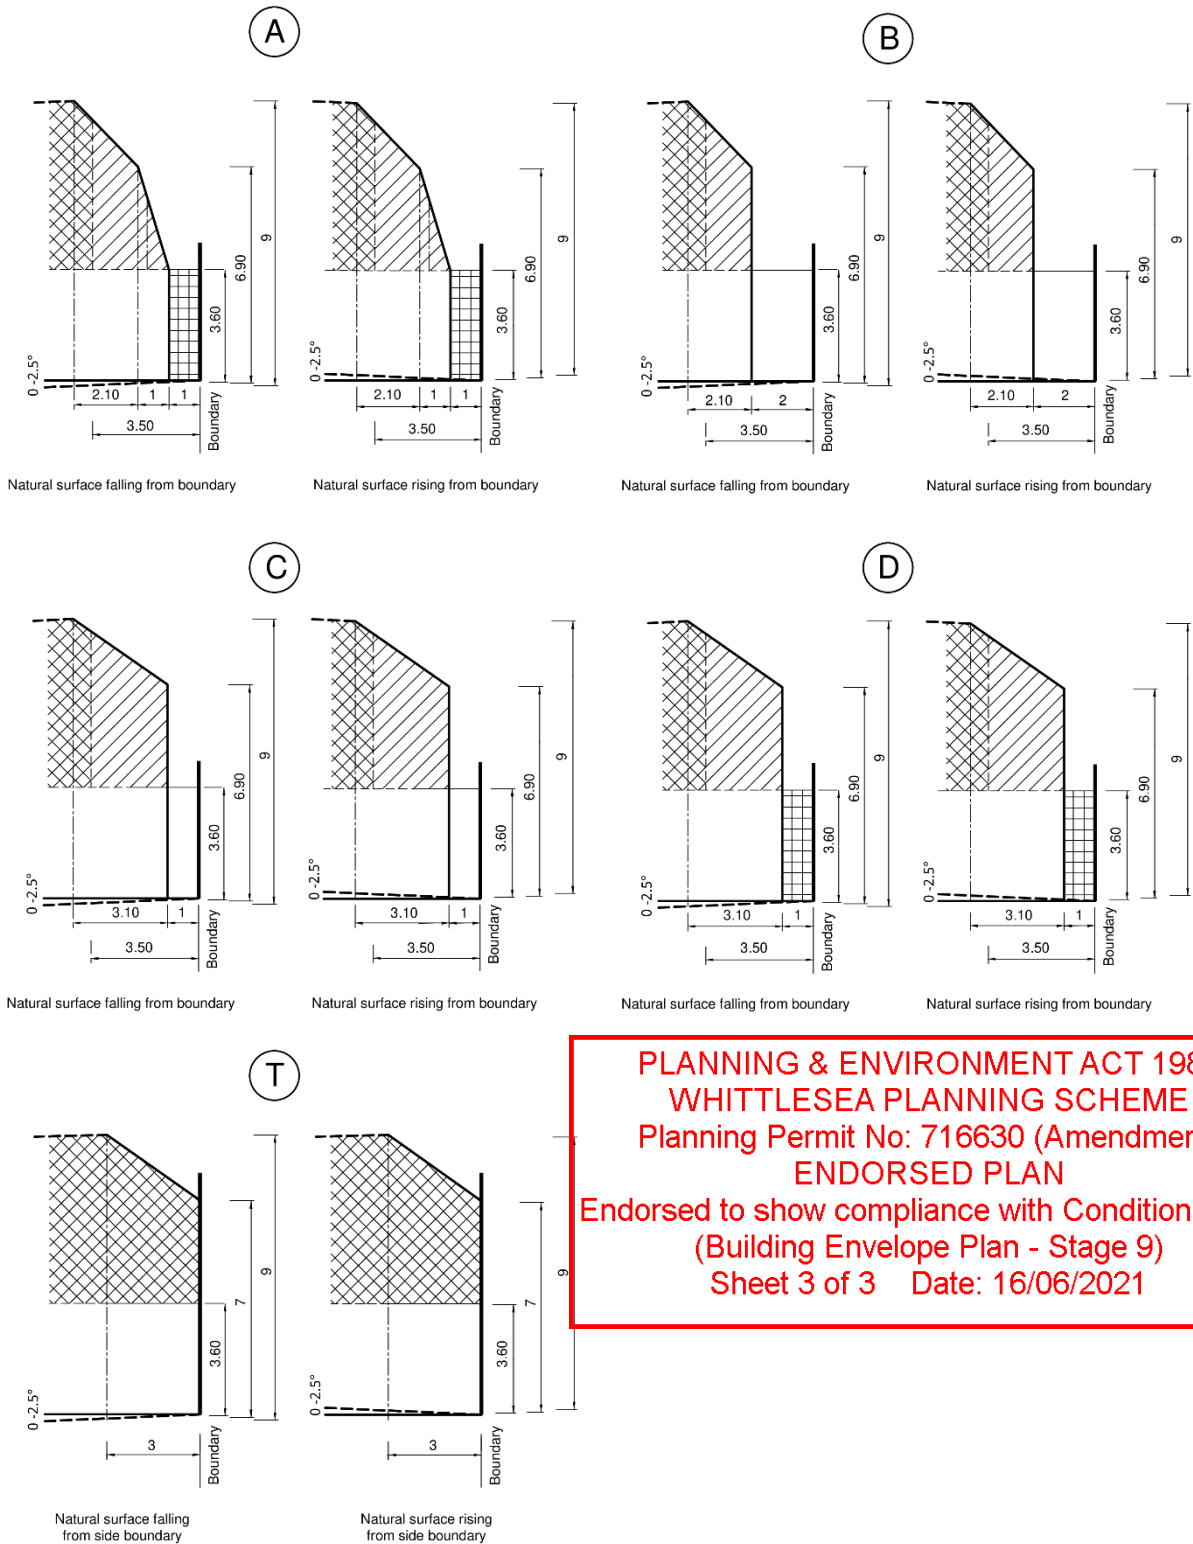 A
B
9
6.90
3.60
0 -2.5°
2.10
1
1
3.50
Boundary
Natural surface falling from boundary
9
6.90
3.60
0 -2.5°
2.10
1
1
3.50
Boundary
Natural surface rising from boundary
9
6.90
3.60
0 -2.5°
2.10
2
3.50
Boundary
Natural surface falling from boundary
9
6.90
3.60
0 -2.5°
2.10
2
3.50
Boundary
Natural surface rising from boundary
C
D
9
6.90
3.60
0 -2.5°
3.10
1
3.50
Boundary
Natural surface falling from boundary
9
6.90
3.60
0 -2.5°
3.10
1
3.50
Boundary
Natural surface rising from boundary
9
6.90
3.60
0 -2.5°
3.10
1
3.50
Boundary
Natural surface falling from boundary
9
6.90
3.60
0 -2.5°
3.10
1
3.50
Boundary
Natural surface rising from boundary
T
9
7
3.60
0 -2.5°
3
Boundary
Natural surface falling
from side boundary
9
7
3.60
0 -2.5°
3
Boundary
Natural surface rising
from side boundary
PLANNING & ENVIRONMENT ACT 198
WHITTLESEA PLANNING SCHEME
Planning Permit No: 716630 (Amendmen
ENDORSED PLAN
Endorsed to show compliance with Condition
(Building Envelope Plan - Stage 9)
Sheet 3 of 3 Date: 16/06/2021